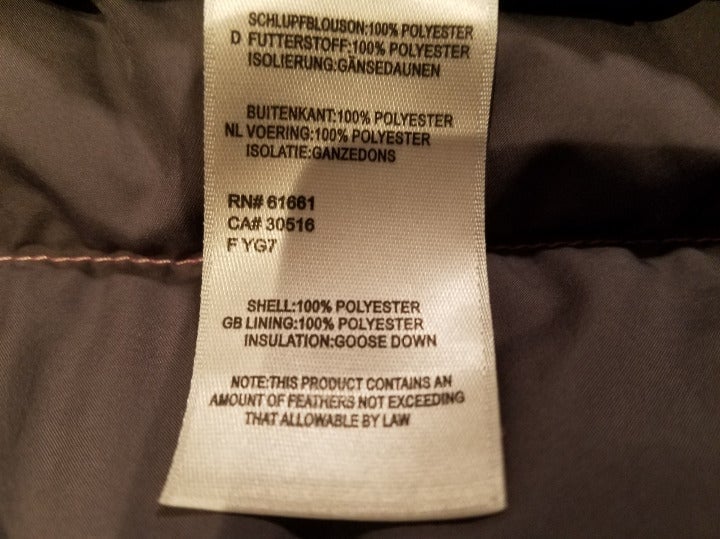 SCHLUPFBLOUSON:100% POLYESTER
D FUTTERSTOFF:100% POLYESTER
ISOLIERUNG:GÄNSEDAUNEN
BUITENKANT:100% POLYESTER
NL VOERING:100% POLYESTER
ISOLATIE:GANZEDONS
RN# 61661
CA# 30516
F YG7
SHELL:100% POLYESTER
GB LINING:100% POLYESTER
INSULATION:GOOSE DOWN
NOTE:THIS PRODUCT CONTAINS AN
AMOUNT OF FEATHERS NOT EXCEEDING
THAT ALLOWABLE BY LAW